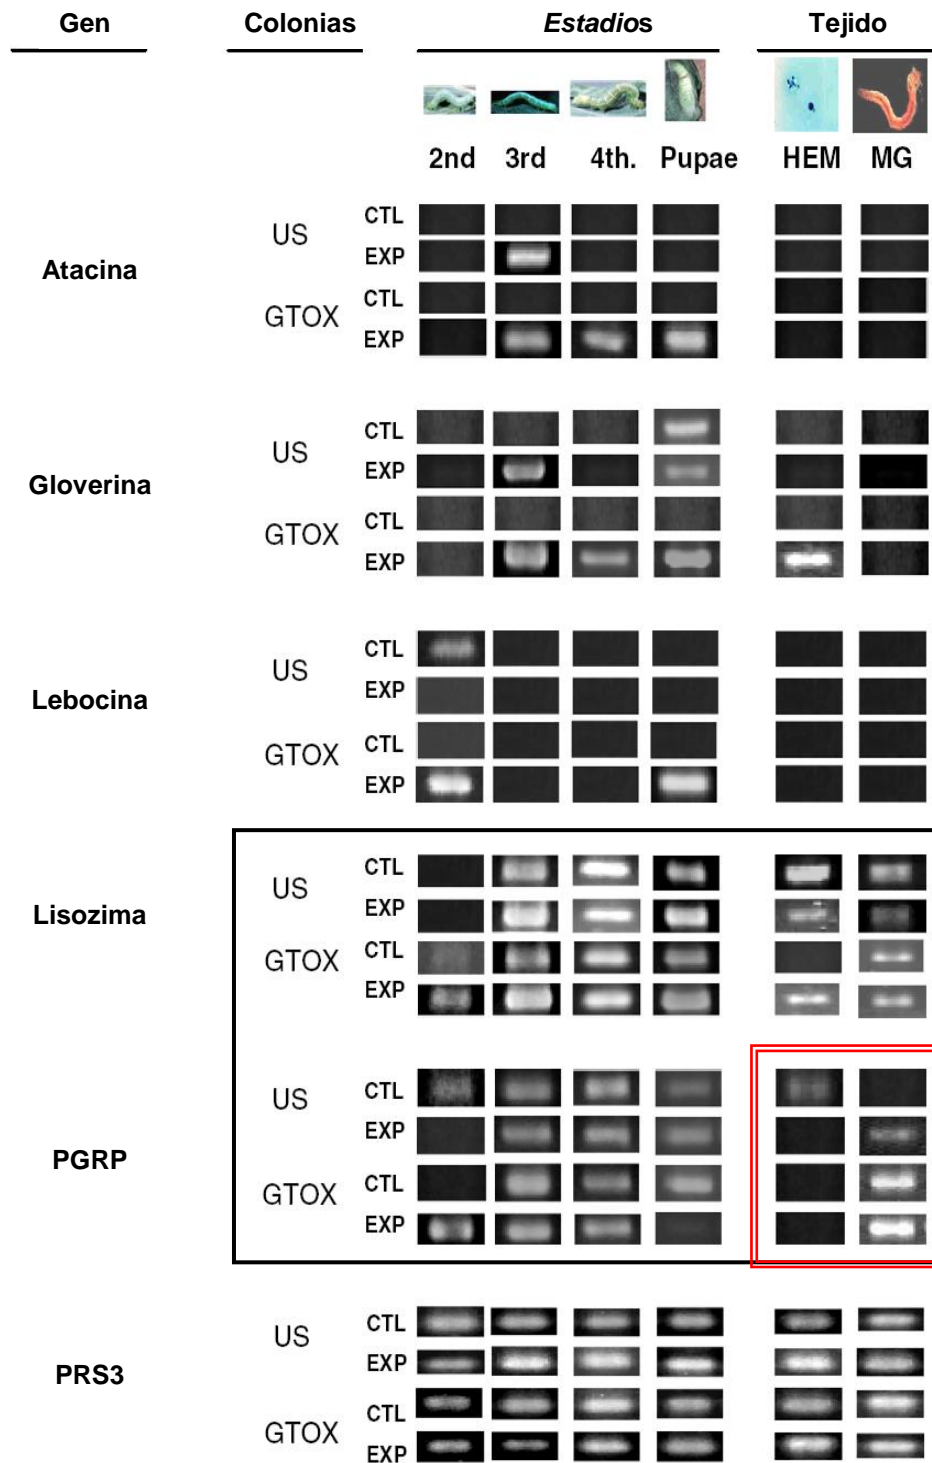 Gen Colonias Estadios Tejido
2nd 3rd 4th. Pupae HEM MG
Atacina
US
CTL
EXP
GTOX
CTL
EXP
Gloverina
US
CTL
EXP
GTOX
CTL
EXP
Lebocina
US
CTL
EXP
GTOX
CTL
EXP
Lisozima
US
CTL
EXP
GTOX
CTL
EXP
PGRP
US
CTL
EXP
GTOX
CTL
EXP
PRS3
US
CTL
EXP
GTOX
CTL
EXP